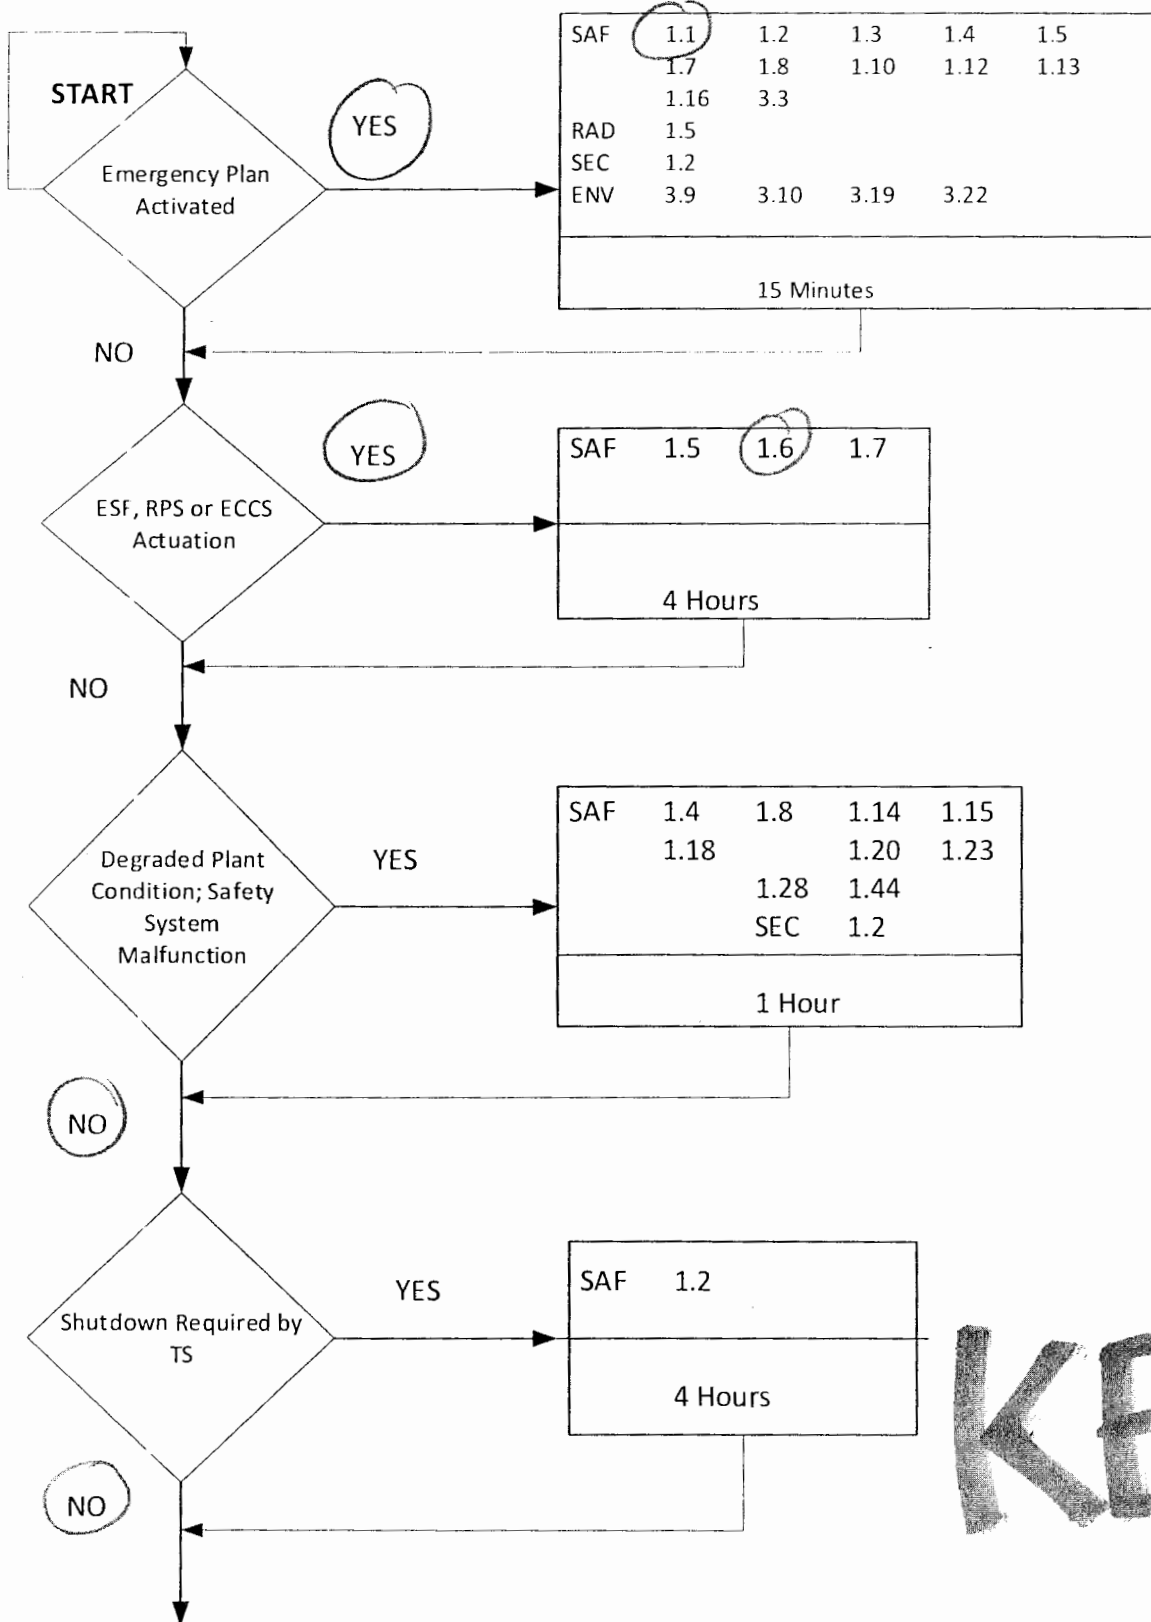 START
Emergency Plan
Activated
YES
SAF 1.1 1.2 1.3 1.4 1.5
1.7 1.8 1.10 1.12 1.13
1.16 3.3
RAD 1.5
SEC 1.2
ENV 3.9 3.10 3.19 3.22
15 Minutes
NO
ESF, RPS or ECCS
Actuation
YES
SAF 1.5 1.6 1.7
4 Hours
NO
Degraded Plant
Condition; Safety
System
Malfunction
YES
SAF 1.4 1.8 1.14 1.15
1.18 1.20 1.23
1.28 1.44
SEC 1.2
1 Hour
NO
Shutdown Required by
TS
YES
SAF 1.2
4 Hours
NO